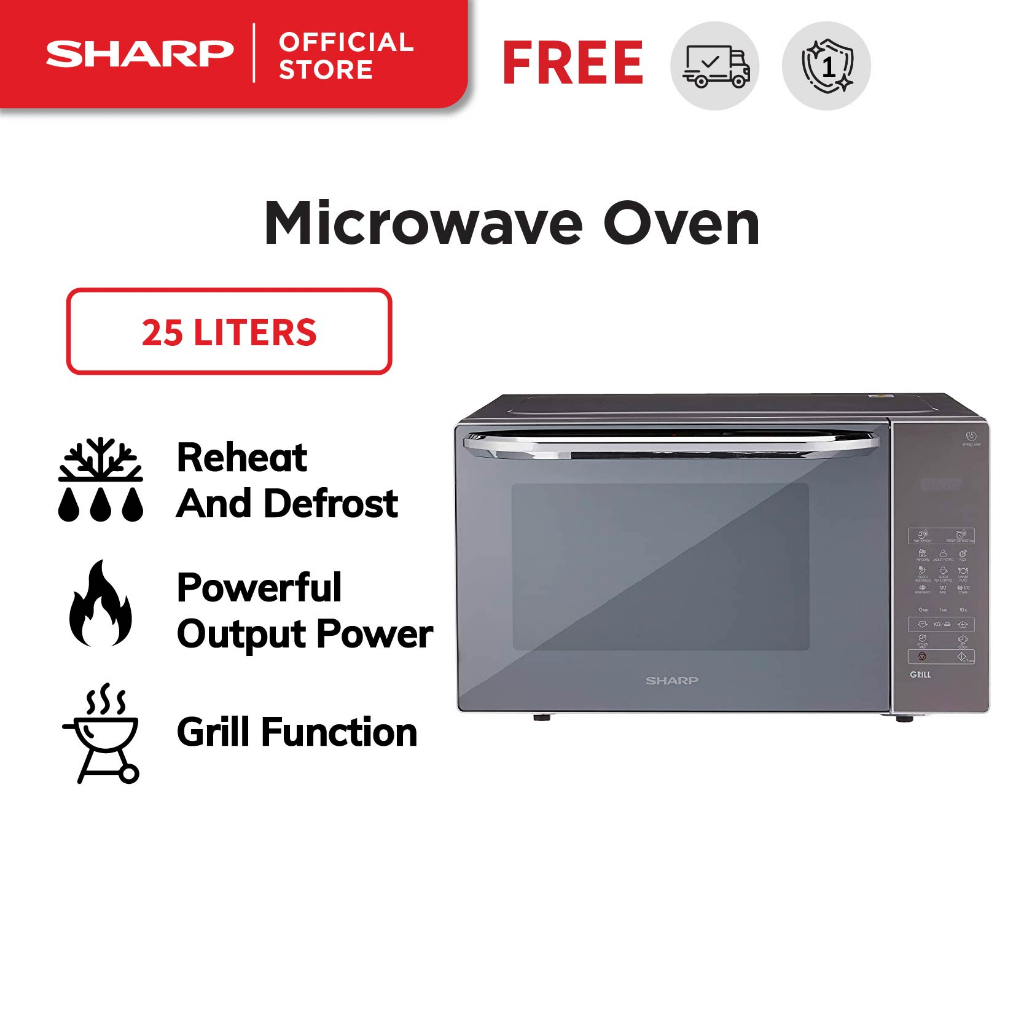 SHARP
OFFICIAL
STORE
FREE
1
Microwave Oven
25 LITERS
Reheat
And Defrost
Powerful
Output Power
Grill Function
SHARP
GRILL